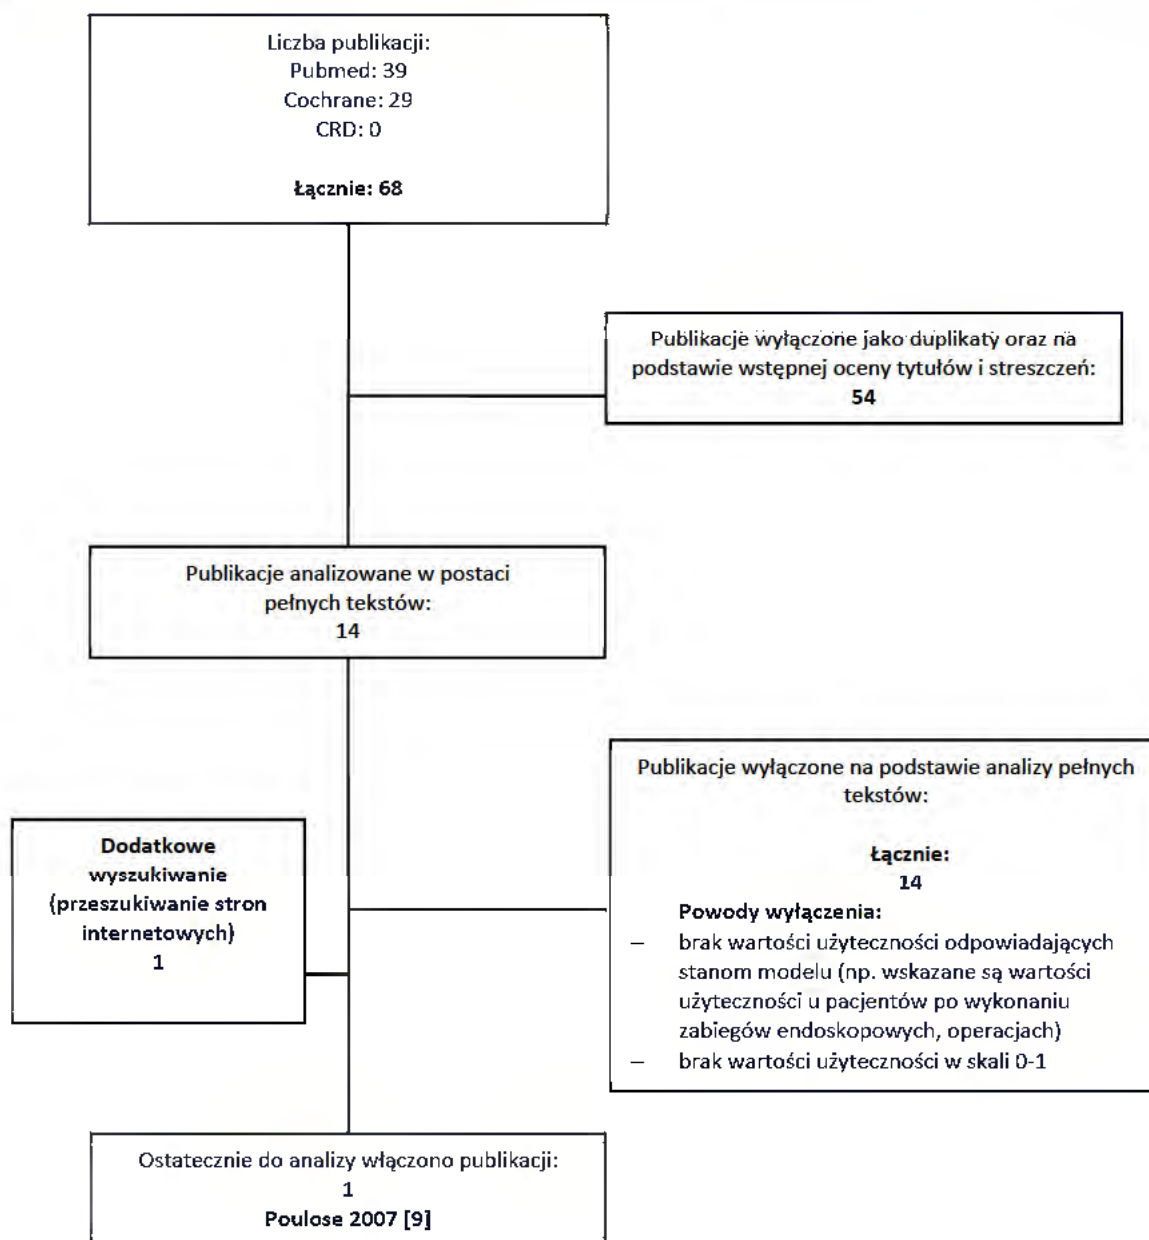 Liczba publikacji:
Pubmed: 39
Cochrane: 29
CRD: 0
Łącznie: 68
Publikacje wyłączone jako duplikaty oraz na
podstawie wstępnej oceny tytułów i streszczeń:
54
Publikacje analizowane w postaci
pełnych tekstów:
14
Publikacje wyłączone na podstawie analizy pełnych
tekstów:
Łącznie:
14
Powody wyłączenia:
– brak wartości użyteczności odpowiadających
stanom modelu (np. wskazane są wartości
użyteczności u pacjentów po wykonaniu
zabiegów endoskopowych, operacjach)
– brak wartości użyteczności w skali 0-1
Dodatkowe
wyszukiwanie
(przeszukiwanie stron
internetowych)
1
Ostatecznie do analizy włączono publikacji:
1
Poulose 2007 [9]